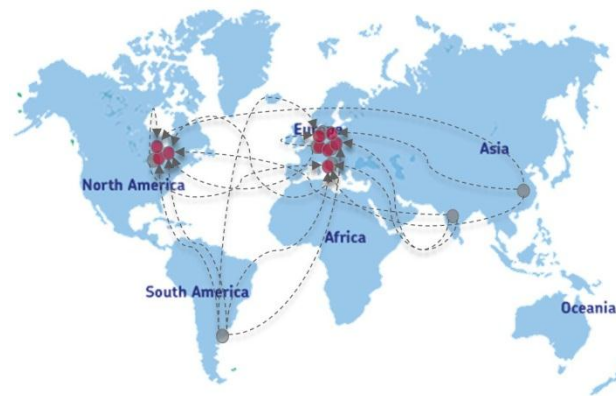 Europe
Asia
North America
Africa
South America
Oceania